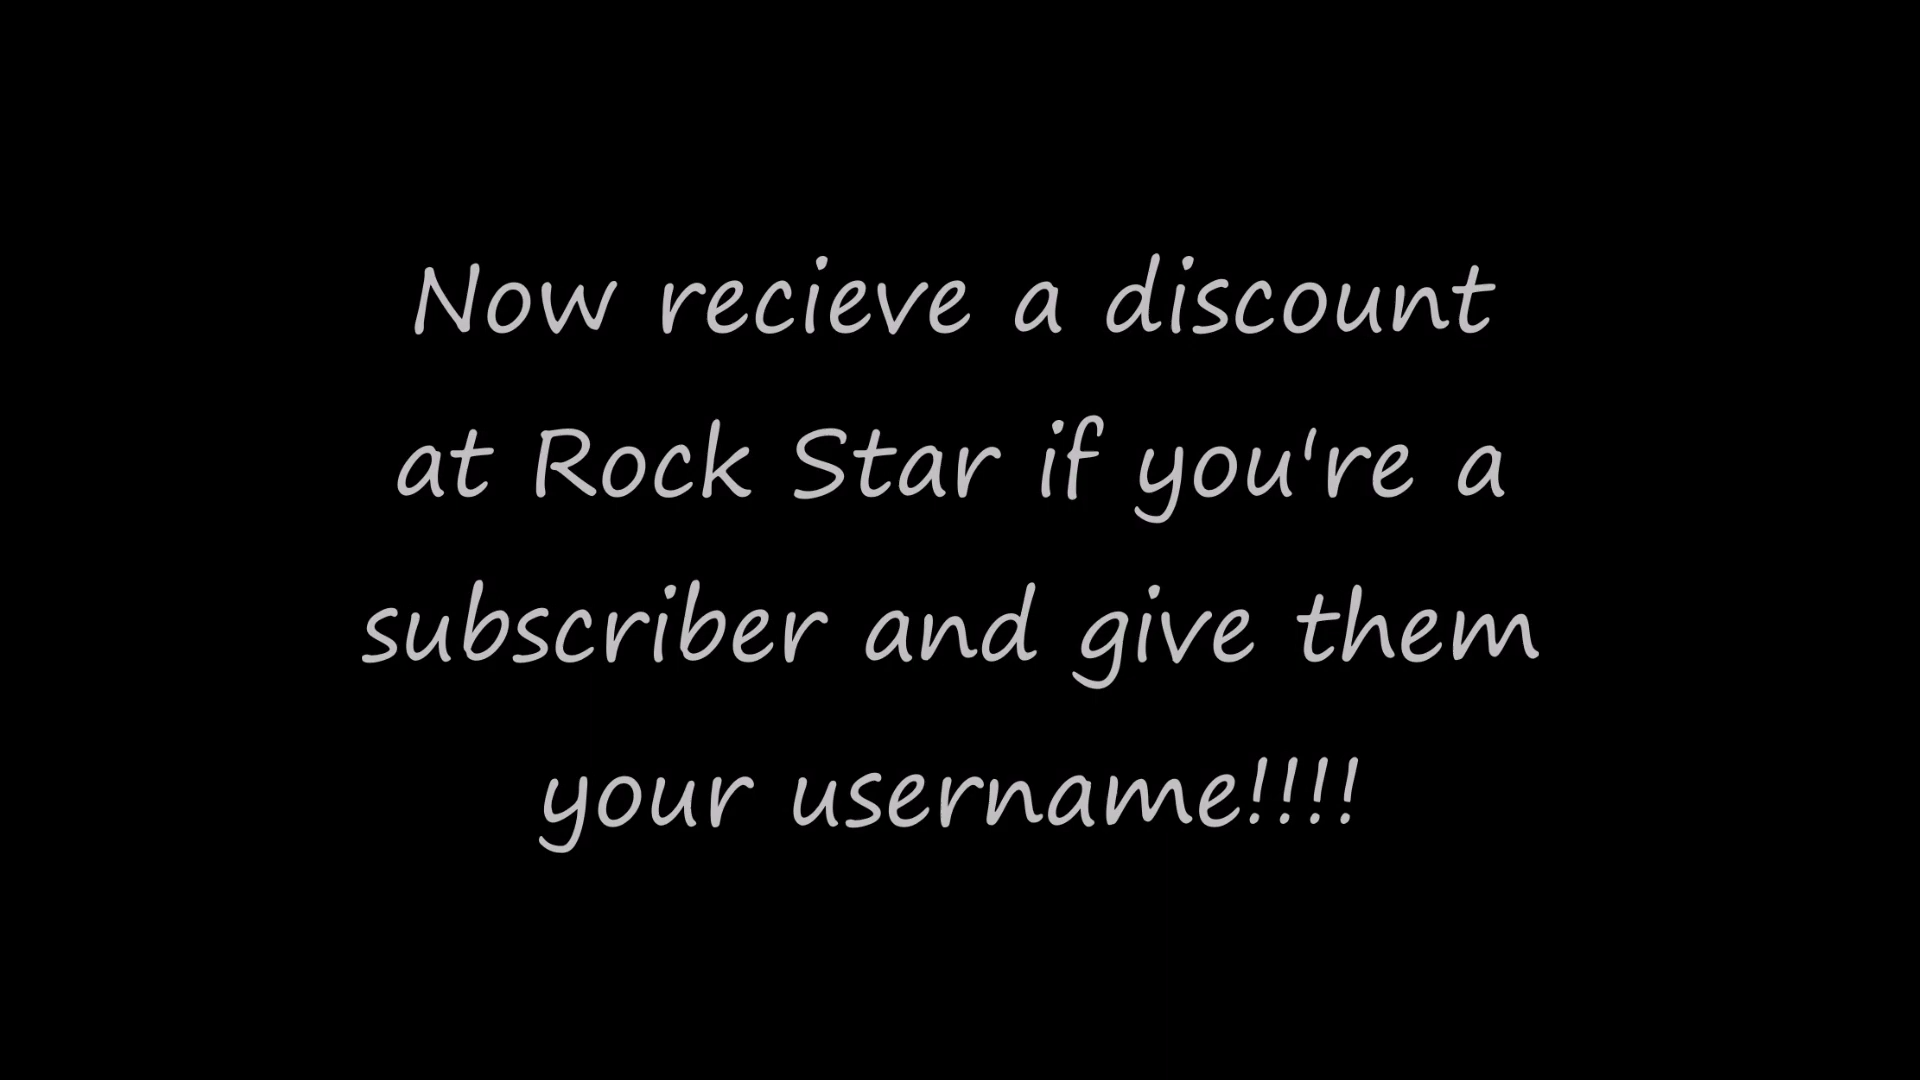 Now recieve a discount
at Rock Star if you're a
subscriber and give them
your username!!!!